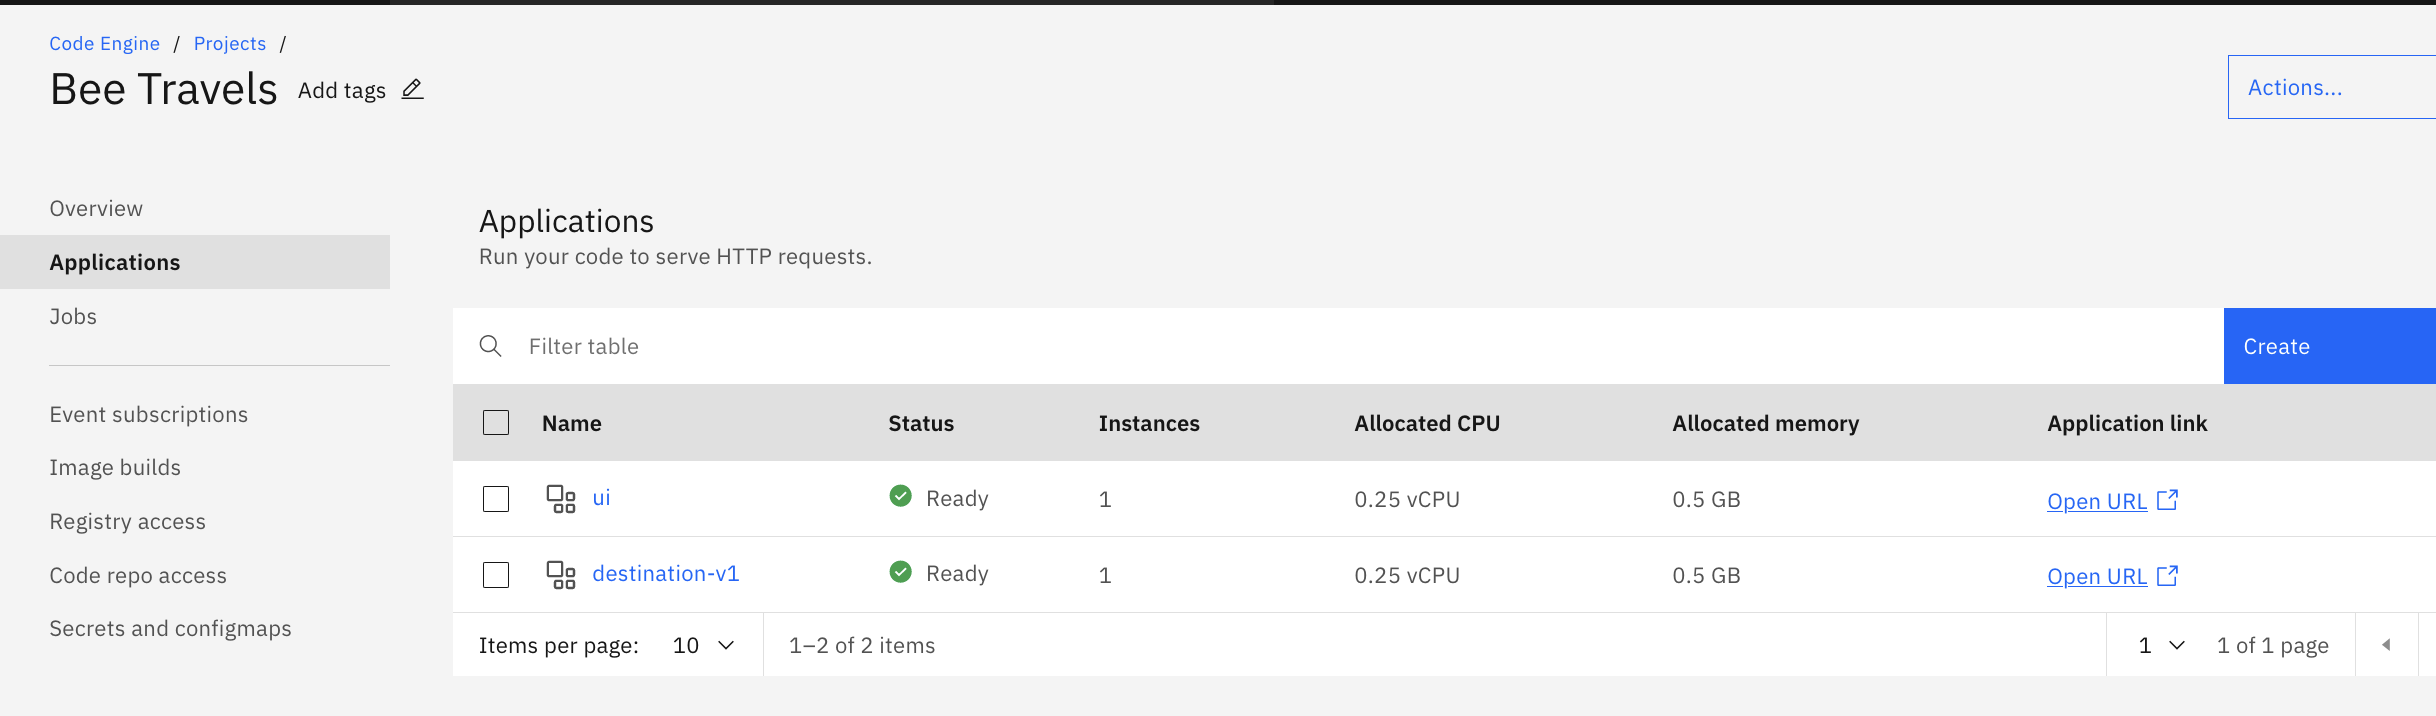 Code Engine / Projects /
Bee Travels Add tags
Actions...
Overview
Applications
Jobs
Event subscriptions
Image builds
Registry access
Code repo access
Secrets and configmaps
Applications
Run your code to serve HTTP requests.
Filter table
Create
Name Status Instances Allocated CPU Allocated memory Application link
ui Ready 1 0.25 vCPU 0.5 GB Open URL
destination-v1 Ready 1 0.25 vCPU 0.5 GB Open URL
Items per page: 10 1–2 of 2 items 1 1 of 1 page